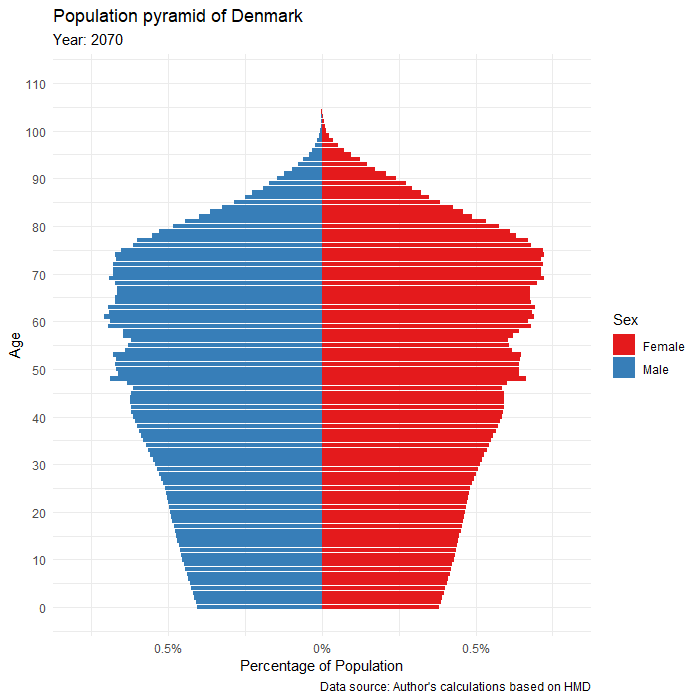 Population pyramid of Denmark
Year: 2070
110
100
90
80
70
60
50
40
30
20
10
0
Age
0.5%
0%
0.5%
Percentage of Population
Sex
Female
Male
Data source: Author's calculations based on HMD